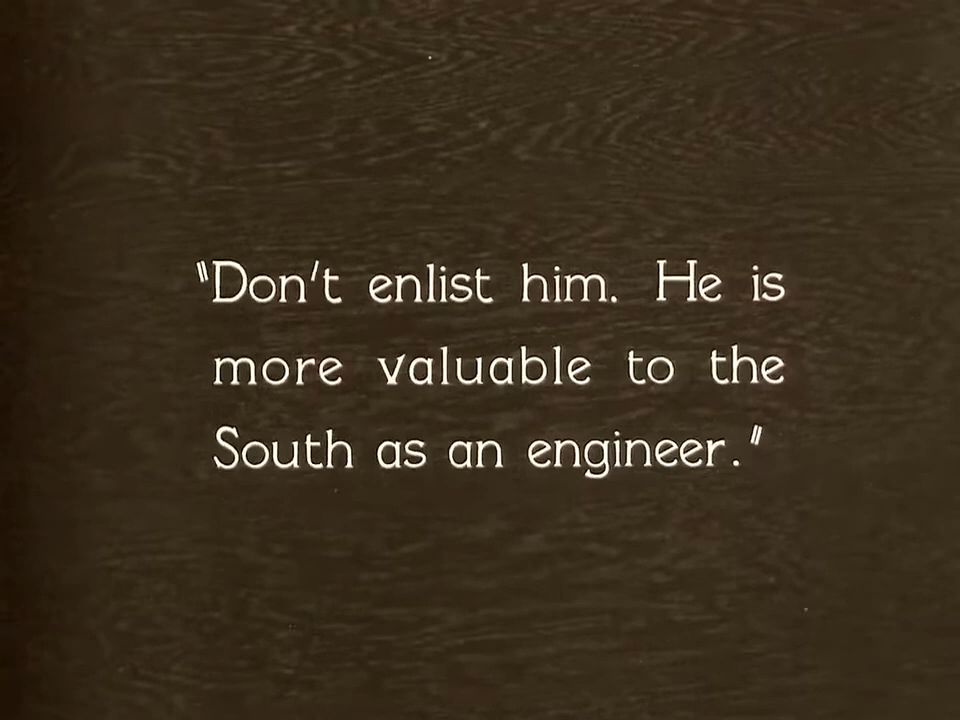 "Don't enlist him. He is
more valuable to the
South as an engineer."